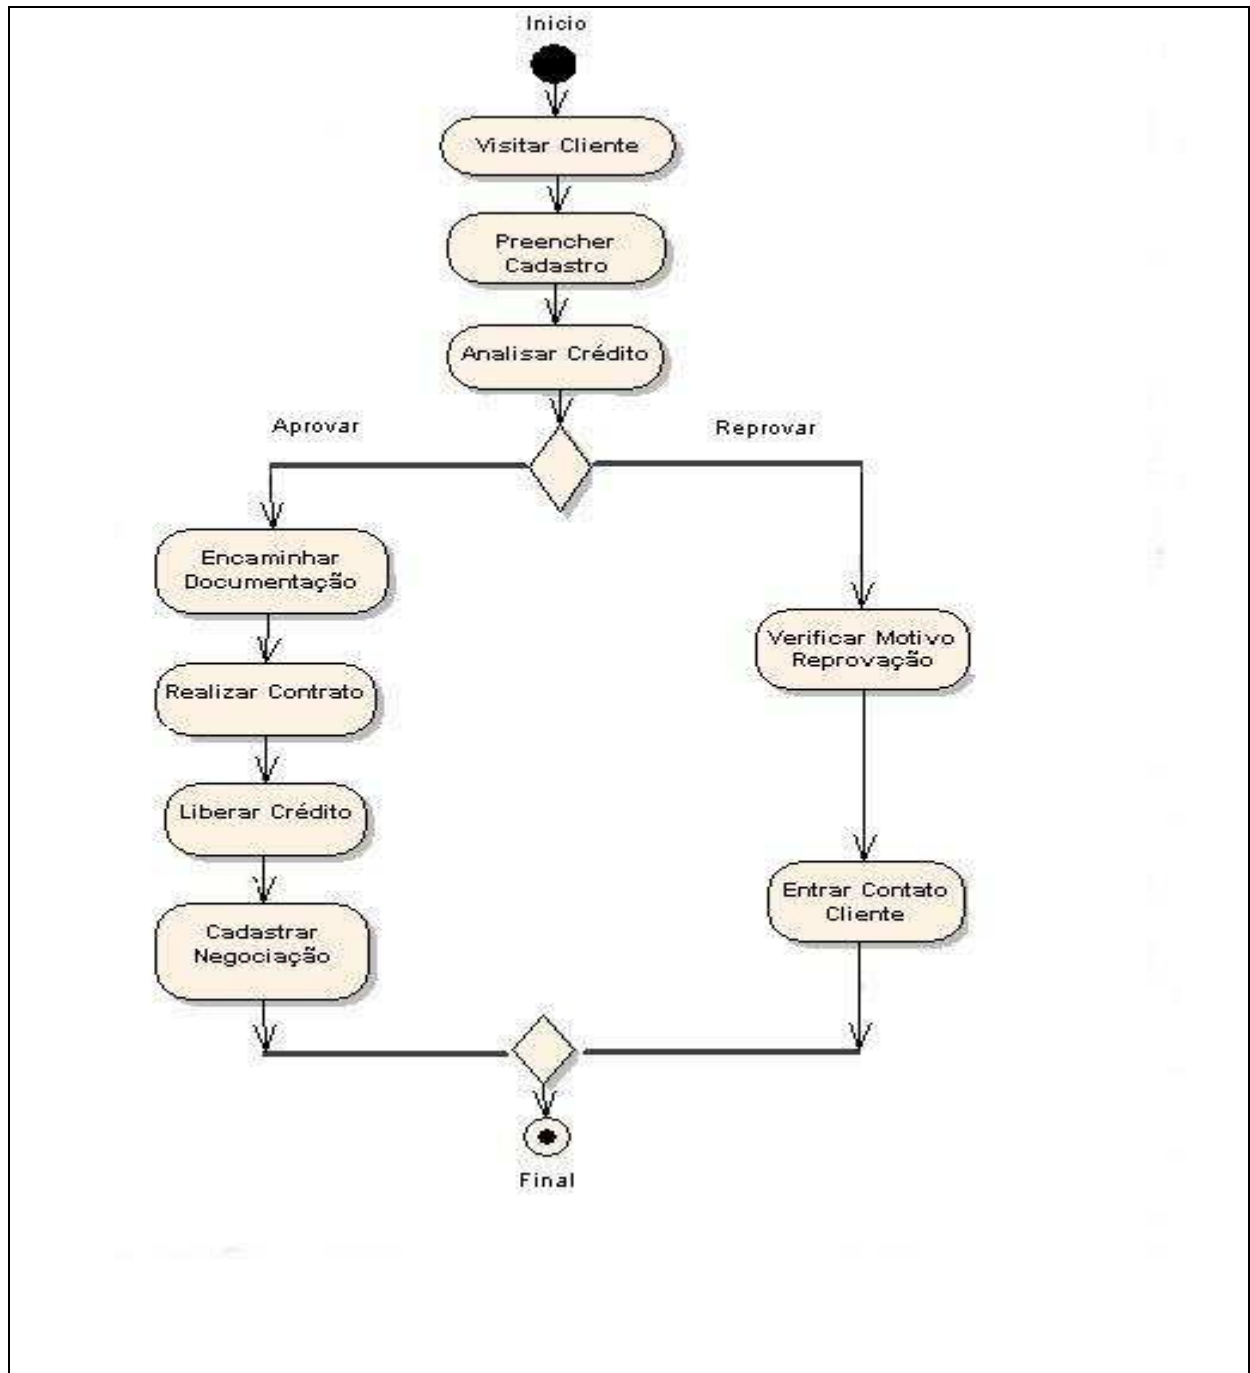 Inicio
Visitar Cliente
Preencher
Cadastro
Analisar Crédito
Aprovar
Reprovar
Encaminhar
Documentação
Realizar Contrato
Liberar Crédito
Cadastrar
Negociação
Verificar Motivo
Reprovação
Entrar Contato
Cliente
Final